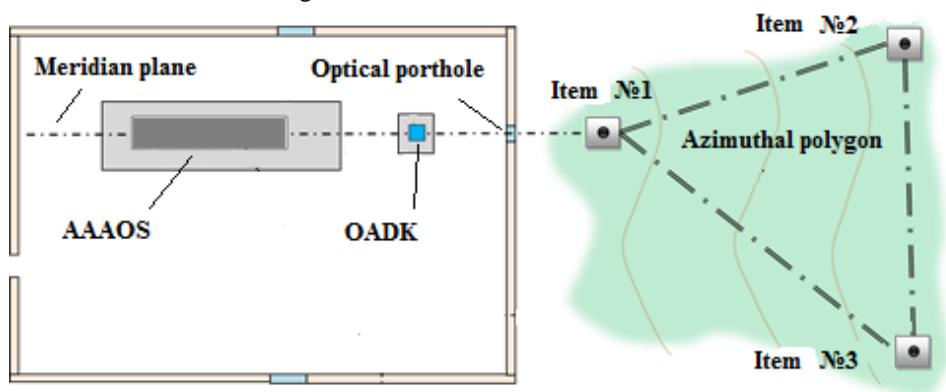 Item №2
Meridian plane
Optical porthole
Item №1
Azimuthal polygon
AAAOS
OADK
Item №3